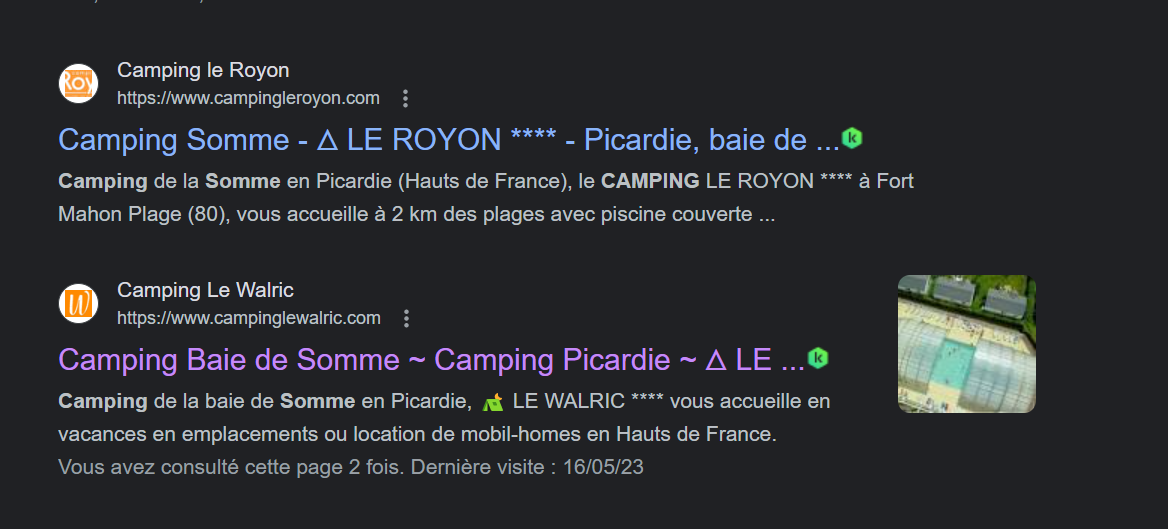 Camping le Royon
https://www.campingleroyon.com
Camping Somme - Δ LE ROYON **** - Picardie, baie de ...
Camping de la Somme en Picardie (Hauts de France), le CAMPING LE ROYON **** à Fort
Mahon Plage (80), vous accueille à 2 km des plages avec piscine couverte ...
Camping Le Walric
https://www.campinglewalric.com
Camping Baie de Somme ~ Camping Picardie ~ Δ LE ...
Camping de la baie de Somme en Picardie, LE WALRIC **** vous accueille en
vacances en emplacements ou location de mobil-homes en Hauts de France.
Vous avez consulté cette page 2 fois. Dernière visite : 16/05/23